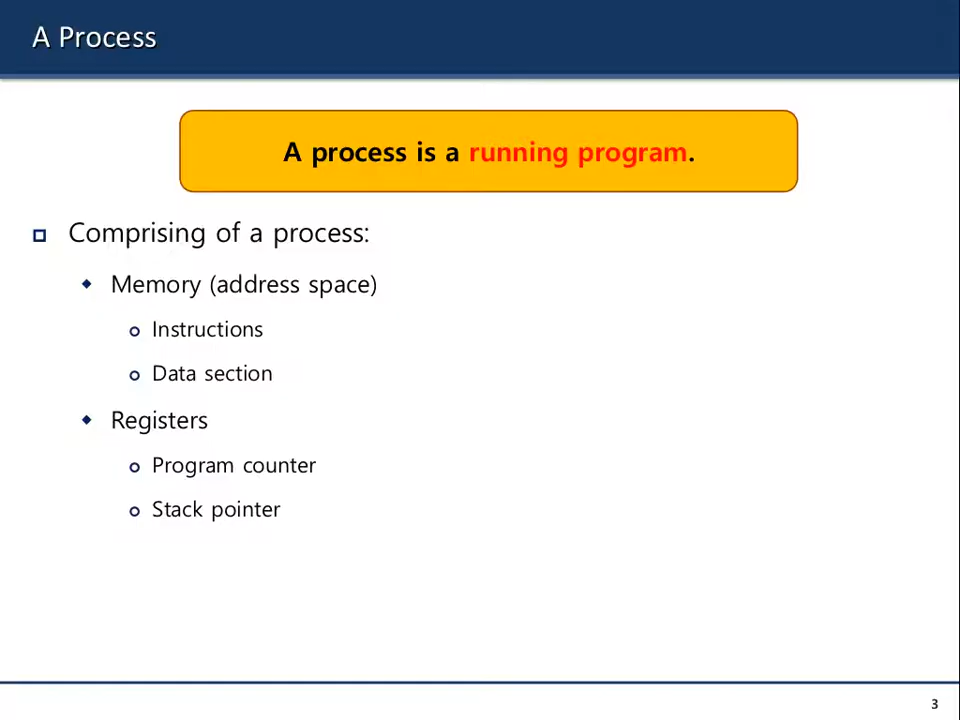 A Process
A process is a running program.
Comprising of a process:
Memory (address space)
Instructions
Data section
Registers
Program counter
Stack pointer
3